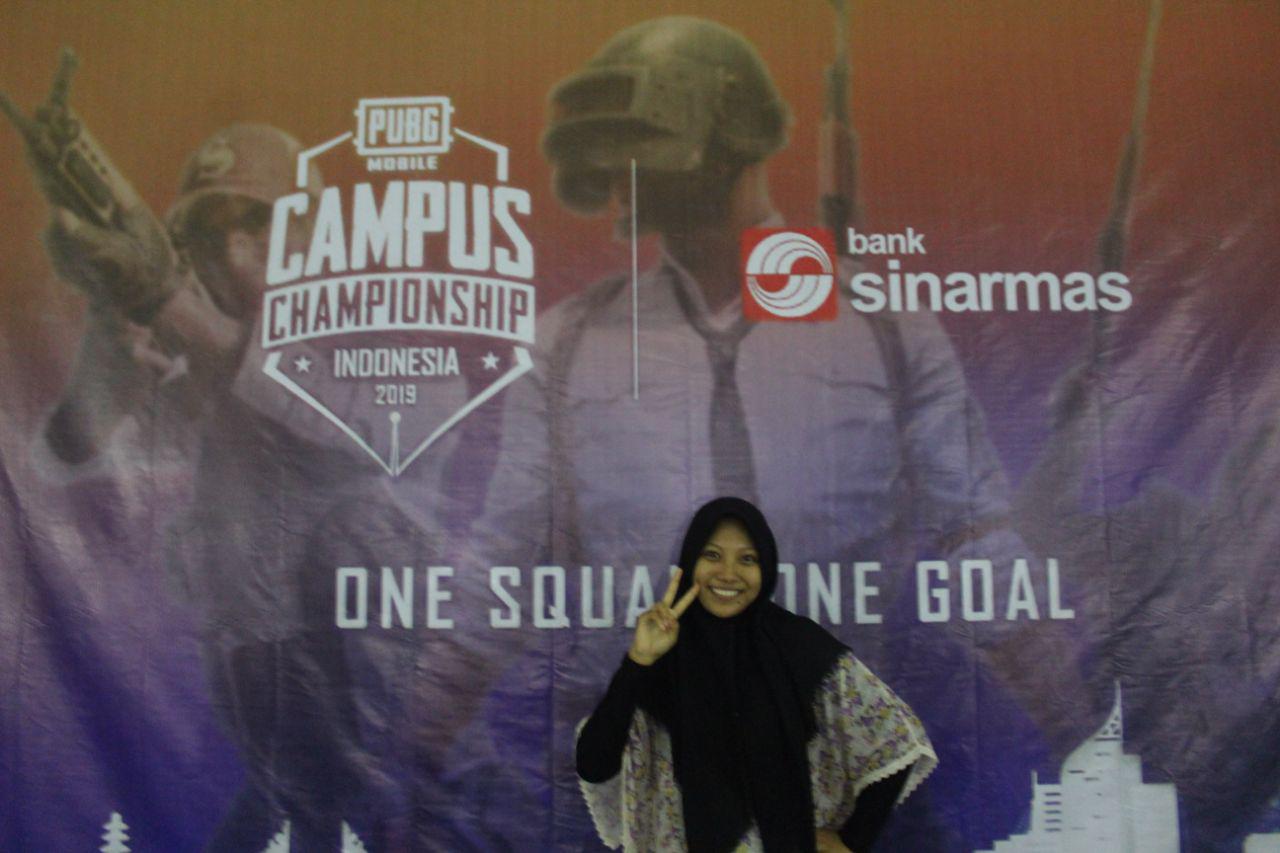 PUBG
MOBILE
CAMPUS
CHAMPIONSHIP
INDONESIA
2019
bank
sinarmas
ONE SQUA ONE GOAL